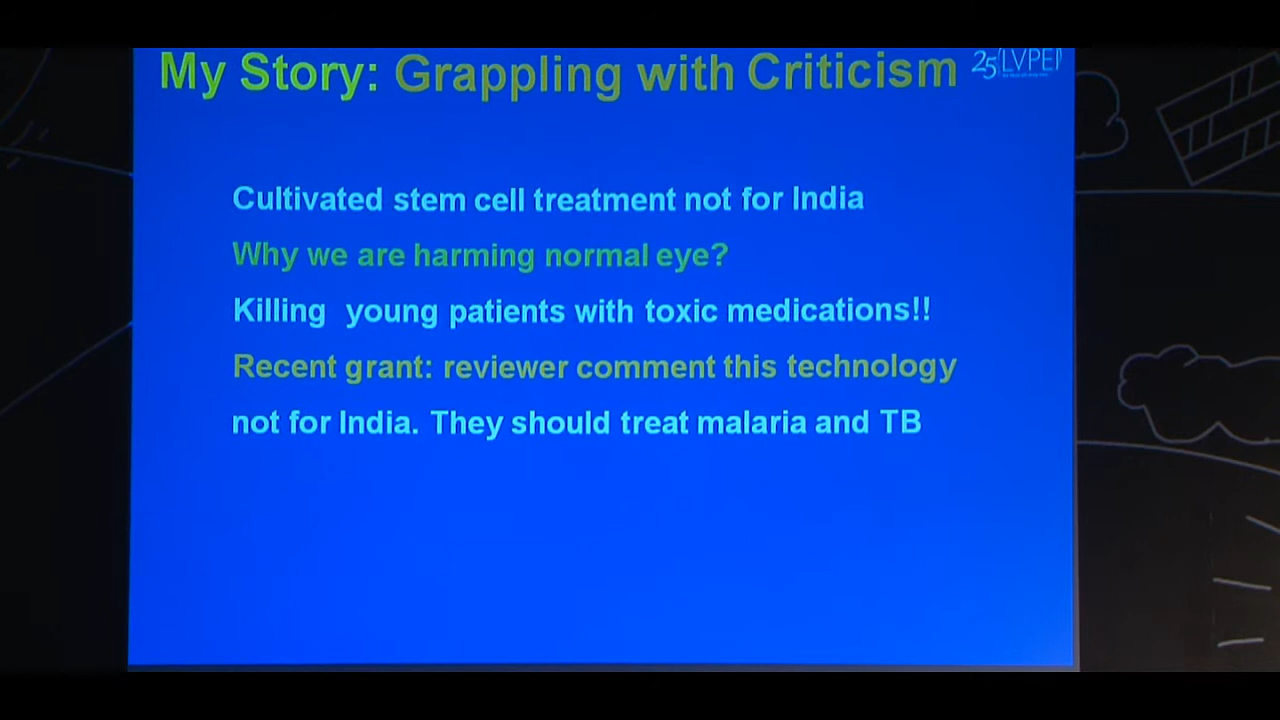 My Story: Grappling with Criticism
25 LVPEI
Cultivated stem cell treatment not for India
Why we are harming normal eye?
Killing young patients with toxic medications!!
Recent grant: reviewer comment this technology
not for India. They should treat malaria and TB